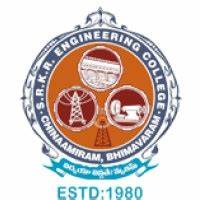 S.R.K.R. ENGINEERING COLLEGE
CHINAAMIRAM, BHIMAVARAM
ESTD:1980